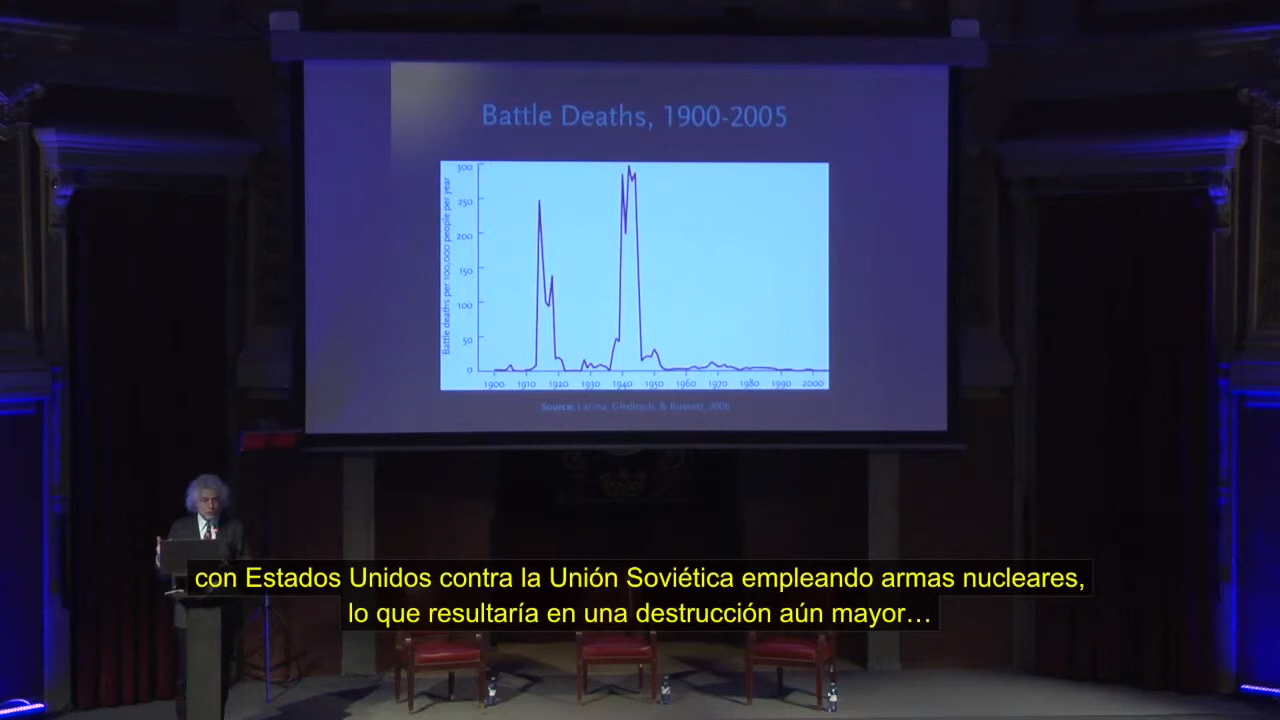 Battle Deaths, 1900-2005
Battle deaths per 100,000 people per year
300
250
200
150
100
50
0
1900 1910 1920 1930 1940 1950 1960 1970 1980 1990 2000
Source: Lacina, Gleditsch, & Russett, 2006
con Estados Unidos contra la Unión Soviética empleando armas nucleares,
lo que resultaría en una destrucción aún mayor…